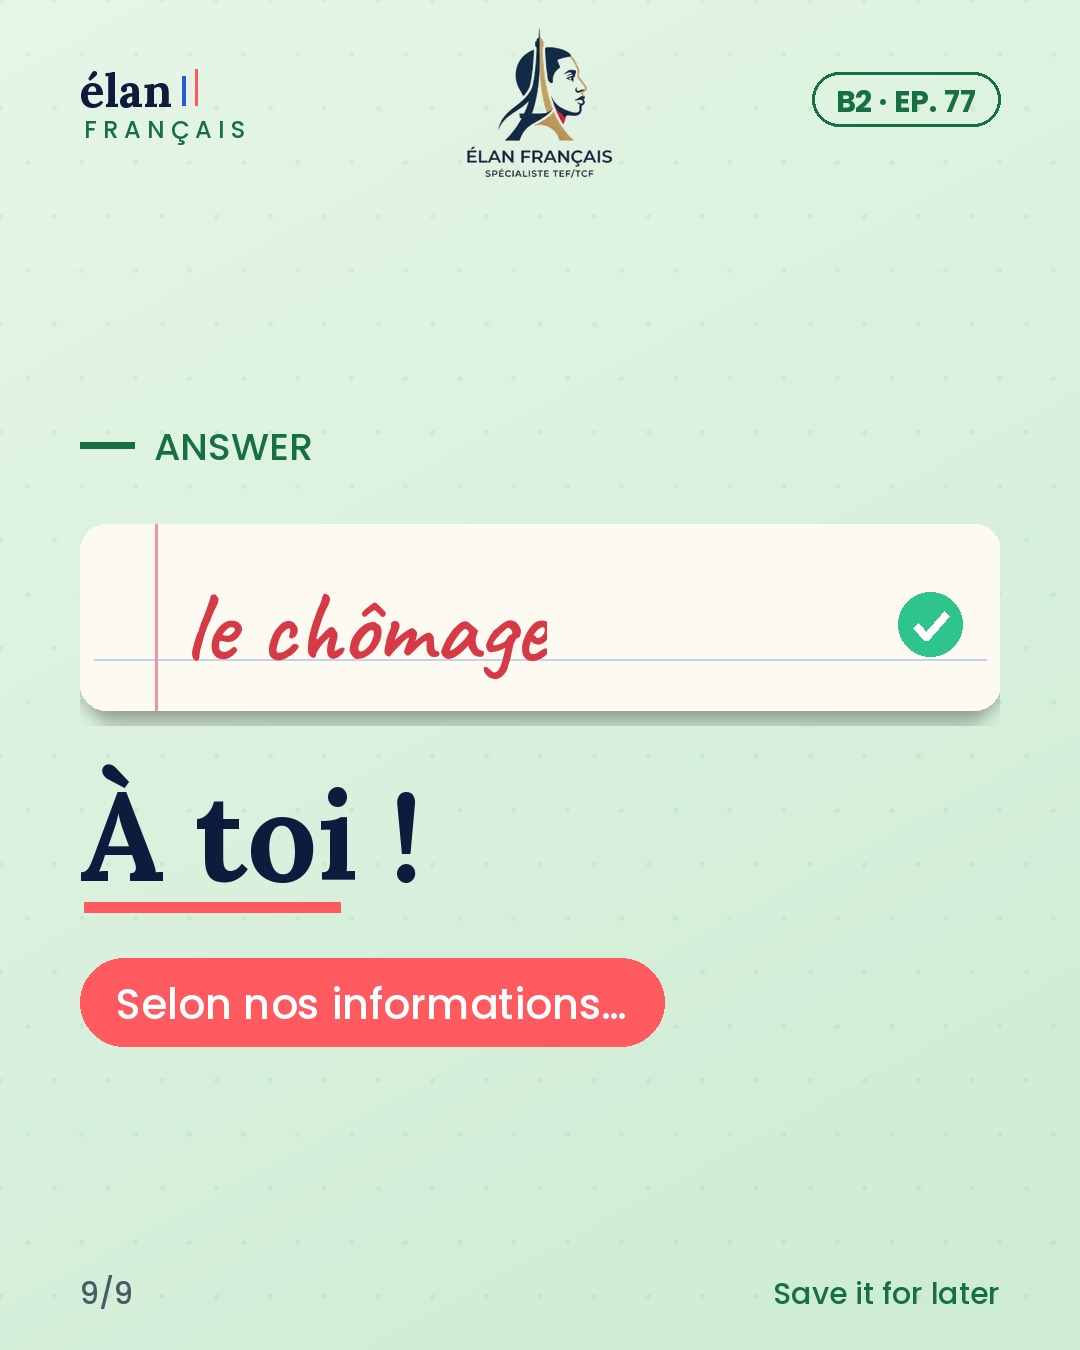 élan
FRANÇAIS
ÉLAN FRANÇAIS
SPÉCIALISTE TEF/TCF
B2 · EP. 77
ANSWER
le chômage
À toi !
Selon nos informations...
9/9
Save it for later